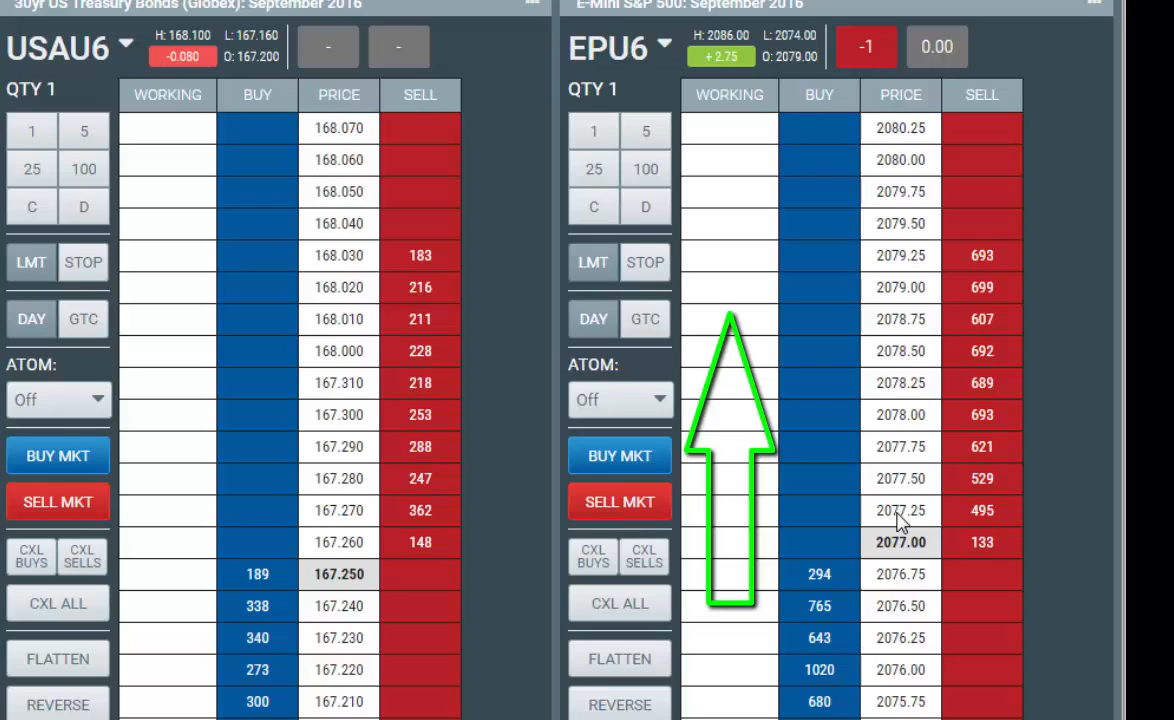 30yr US Treasury Bonds (Globex): September 2016
USAU6 H: 168.100 L: 167.160 - -
-0.080 O: 167.200
QTY 1 WORKING BUY PRICE SELL
1 5 168.070
168.060
25 100 168.050
C D 168.040
LMT STOP 168.030 183
168.020 216
DAY GTC 168.010 211
ATOM: 168.000 228
Off 167.310 218
167.300 253
BUY MKT 167.290 288
167.280 247
SELL MKT 167.270 362
CXL BUYS CXL SELLS 167.260 148
189 167.250
CXL ALL 338 167.240
340 167.230
FLATTEN 273 167.220
REVERSE 300 167.210
E-Mini S&P 500: September 2016
EPU6 H: 2086.00 L: 2074.00 -1 0.00
+2.75 O: 2079.00
QTY 1 WORKING BUY PRICE SELL
1 5 2080.25
2080.00
25 100 2079.75
C D 2079.50
LMT STOP 2079.25 693
2079.00 699
DAY GTC 2078.75 607
ATOM: 2078.50 692
Off 2078.25 689
2078.00 693
BUY MKT 2077.75 621
2077.50 529
SELL MKT 2077.25 495
CXL BUYS CXL SELLS 2077.00 133
294 2076.75
CXL ALL 765 2076.50
643 2076.25
FLATTEN 1020 2076.00
REVERSE 680 2075.75